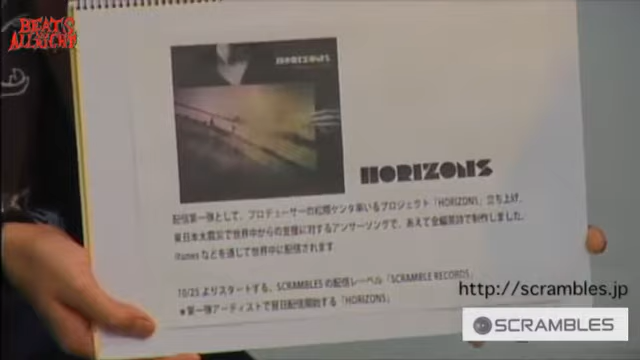 BEATS
ALLRIGHT
HORIZONS
HORIZONS
配信第一弾として、プロデューサーの松隈ケンタ率いるプロジェクト「HORIZONS」立ち上げ。
東日本大震災で世界中からの支援に対するアンサーソングで、あえて全編英詩で制作しました。
itunes などを通じて世界中に配信されます
10/25 よりスタートする、SCRAMBLESの配信レーベル「SCRAMBLE RECORDS」
★第一弾アーティストで翌日配信開始する「HORIZONS」
http://scrambles.jp
SCRAMBLES